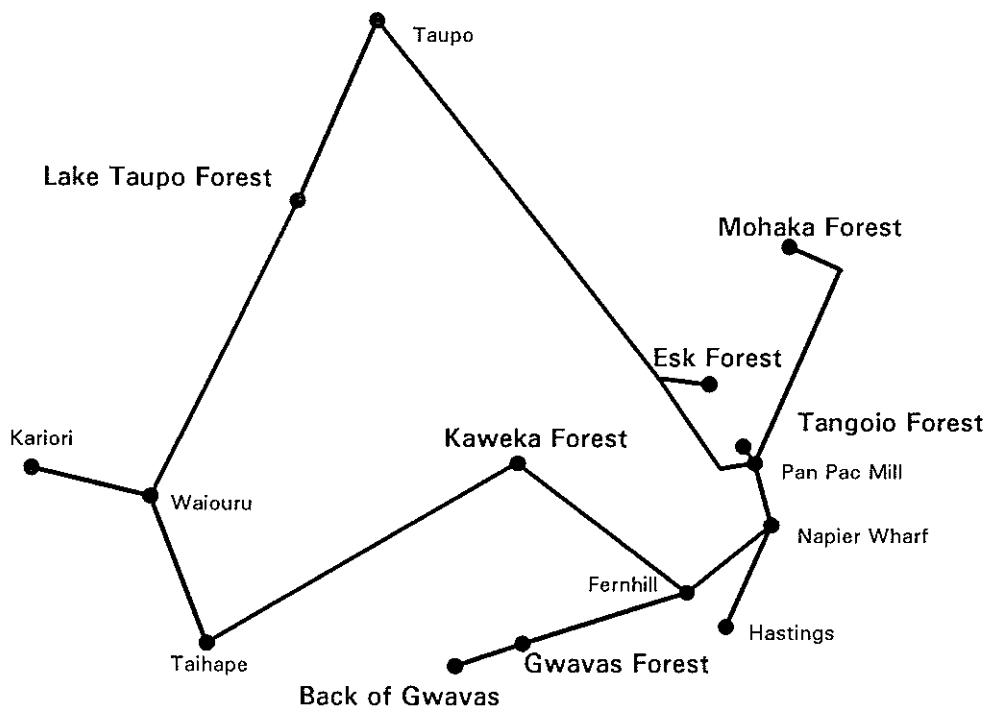 Taupo
Lake Taupo Forest
Mohaka Forest
Esk Forest
Tangoio Forest
Kariori
Kaweka Forest
Pan Pac Mill
Waiouru
Napier Wharf
Fernhill
Hastings
Taihape
Gwavas Forest
Back of Gwavas